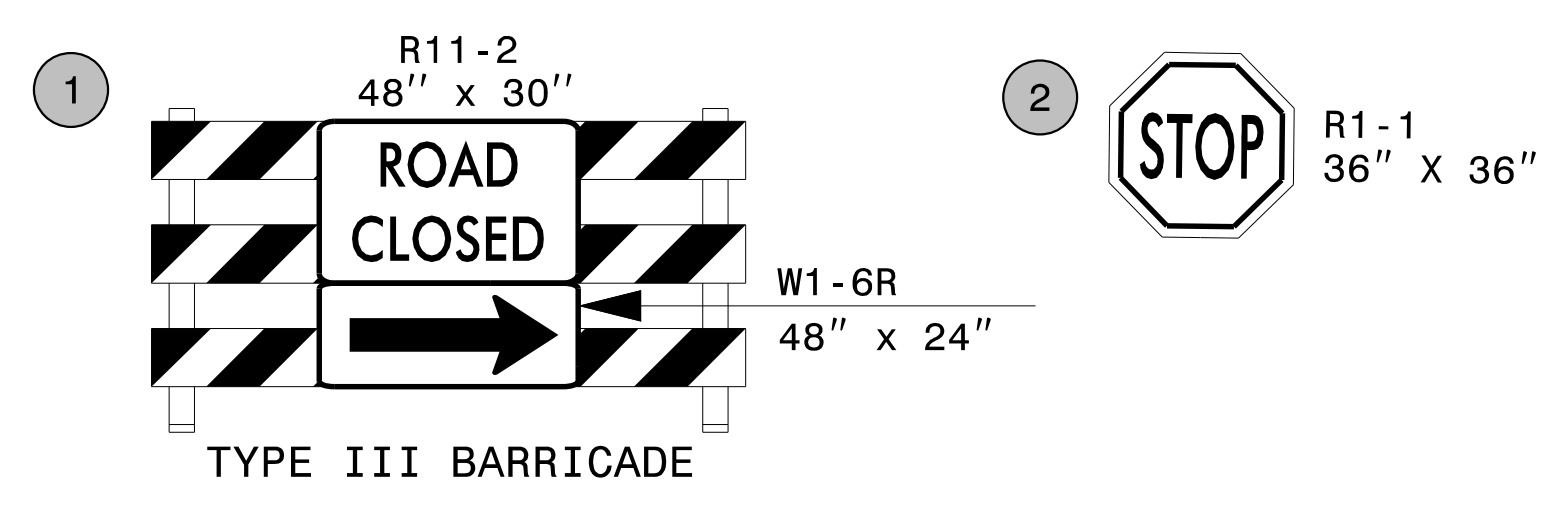 1
R11-2
48" x 30"
ROAD
CLOSED
W1-6R
48" x 24"
TYPE III BARRICADE
2
STOP
R1-1
36" X 36"